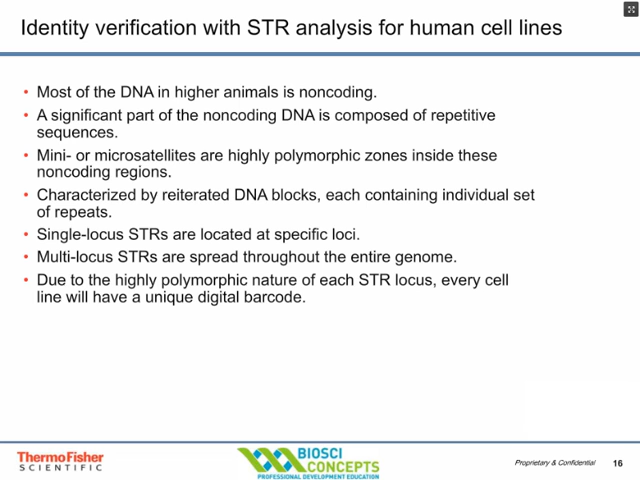 Identity verification with STR analysis for human cell lines
• Most of the DNA in higher animals is noncoding.
• A significant part of the noncoding DNA is composed of repetitive
sequences.
• Mini- or microsatellites are highly polymorphic zones inside these
noncoding regions.
• Characterized by reiterated DNA blocks, each containing individual set
of repeats.
• Single-locus STRs are located at specific loci.
• Multi-locus STRs are spread throughout the entire genome.
• Due to the highly polymorphic nature of each STR locus, every cell
line will have a unique digital barcode.
ThermoFisher
SCIENTIFIC
BIOSCI
CONCEPTS
PROFESSIONAL DEVELOPMENT EDUCATION
Proprietary & Confidential
16